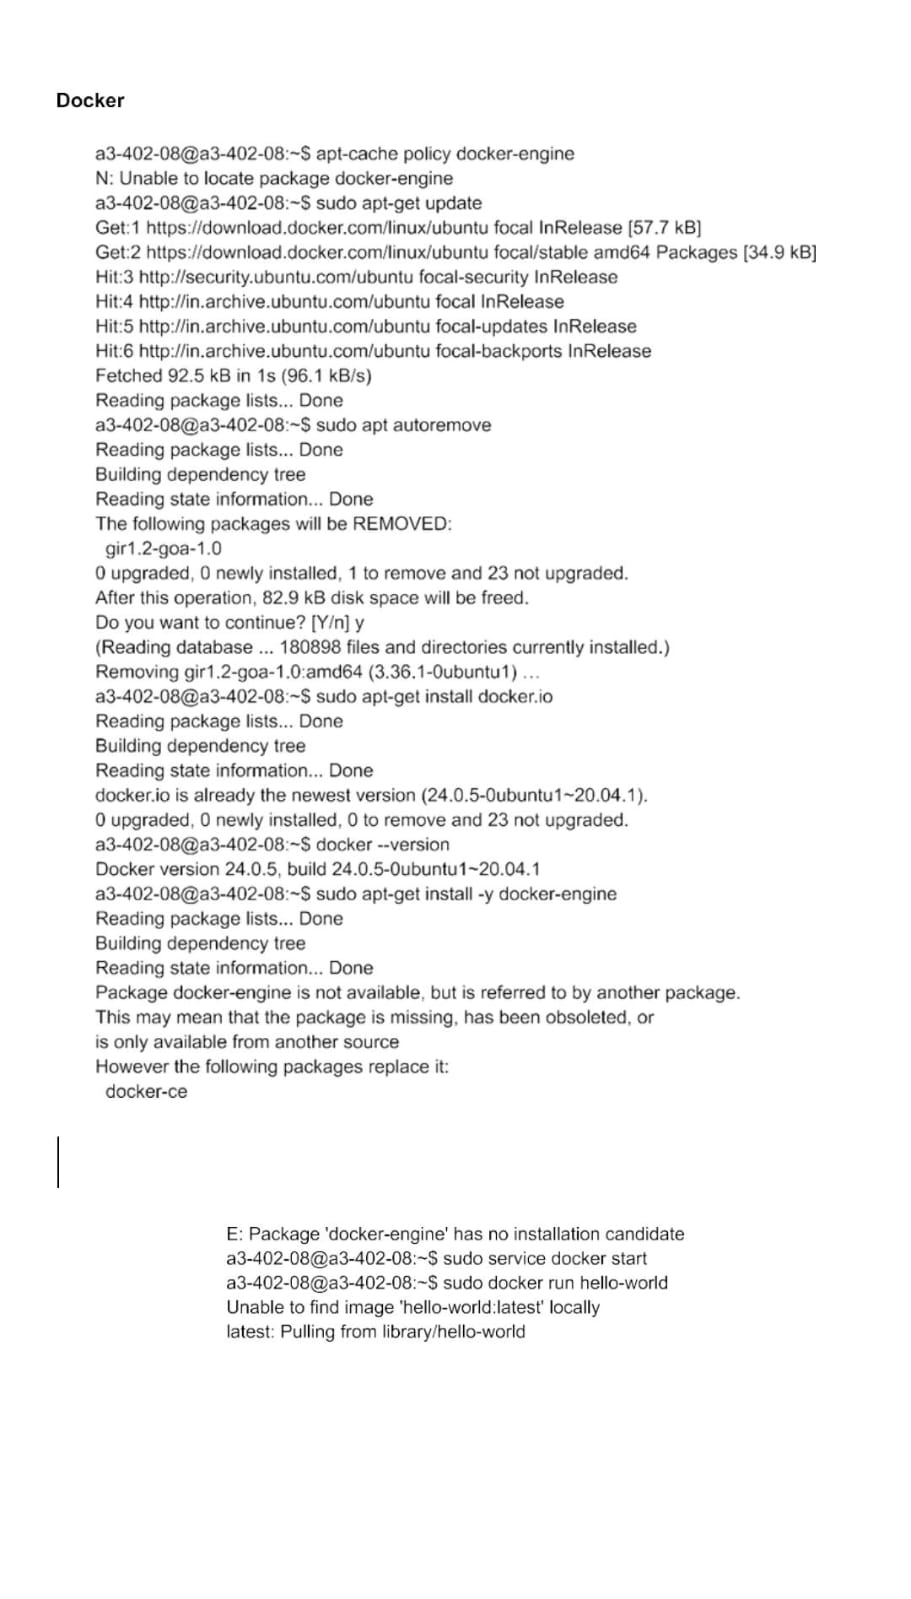 Docker
a3-402-08@a3-402-08:~$ apt-cache policy docker-engine
N: Unable to locate package docker-engine
a3-402-08@a3-402-08:~$ sudo apt-get update
Get:1 https://download.docker.com/linux/ubuntu focal InRelease [57.7 kB]
Get:2 https://download.docker.com/linux/ubuntu focal/stable amd64 Packages [34.9 kB]
Hit:3 http://security.ubuntu.com/ubuntu focal-security InRelease
Hit:4 http://in.archive.ubuntu.com/ubuntu focal InRelease
Hit:5 http://in.archive.ubuntu.com/ubuntu focal-updates InRelease
Hit:6 http://in.archive.ubuntu.com/ubuntu focal-backports InRelease
Fetched 92.5 kB in 1s (96.1 kB/s)
Reading package lists... Done
a3-402-08@a3-402-08:~$ sudo apt autoremove
Reading package lists... Done
Building dependency tree
Reading state information... Done
The following packages will be REMOVED:
gir1.2-goa-1.0
0 upgraded, 0 newly installed, 1 to remove and 23 not upgraded.
After this operation, 82.9 kB disk space will be freed.
Do you want to continue? [Y/n] y
(Reading database ... 180898 files and directories currently installed.)
Removing gir1.2-goa-1.0:amd64 (3.36.1-0ubuntu1) ...
a3-402-08@a3-402-08:~$ sudo apt-get install docker.io
Reading package lists... Done
Building dependency tree
Reading state information... Done
docker.io is already the newest version (24.0.5-0ubuntu1~20.04.1).
0 upgraded, 0 newly installed, 0 to remove and 23 not upgraded.
a3-402-08@a3-402-08:~$ docker --version
Docker version 24.0.5, build 24.0.5-0ubuntu1~20.04.1
a3-402-08@a3-402-08:~$ sudo apt-get install -y docker-engine
Reading package lists... Done
Building dependency tree
Reading state information... Done
Package docker-engine is not available, but is referred to by another package.
This may mean that the package is missing, has been obsoleted, or
is only available from another source
However the following packages replace it:
docker-ce
E: Package 'docker-engine' has no installation candidate
a3-402-08@a3-402-08:~$ sudo service docker start
a3-402-08@a3-402-08:~$ sudo docker run hello-world
Unable to find image 'hello-world:latest' locally
latest: Pulling from library/hello-world